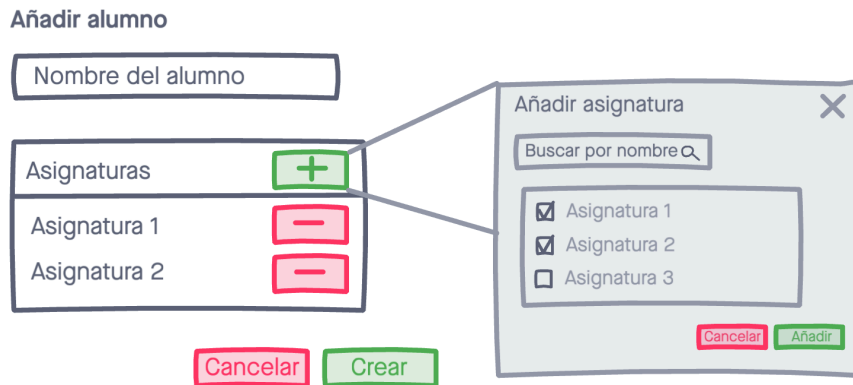 Añadir alumno
Nombre del alumno
Asignaturas
Asignatura 1
Asignatura 2
Cancelar
Crear
Añadir asignatura
Buscar por nombre
Asignatura 1
Asignatura 2
Asignatura 3
Cancelar
Añadir